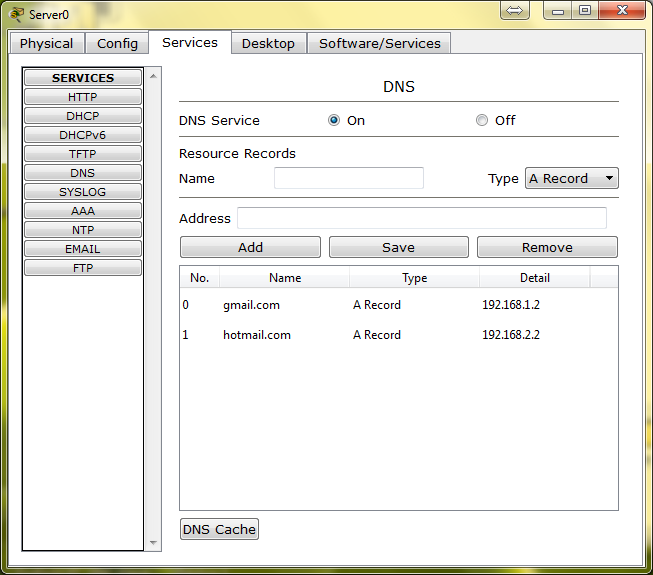 Server0
Physical Config Services Desktop Software/Services
SERVICES
HTTP
DHCP
DHCPv6
TFTP
DNS
SYSLOG
AAA
NTP
EMAIL
FTP
DNS
DNS Service On Off
Resource Records
Name Type A Record
Address
Add Save Remove
No. Name Type Detail
0 gmail.com A Record 192.168.1.2
1 hotmail.com A Record 192.168.2.2
DNS Cache